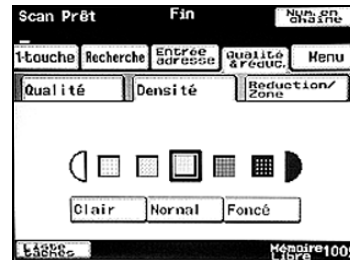 Scan Prêt Fin Num.en chaîne
1-touche Recherche Entrée adresse Qualité &réduc. Menu
Qualité Densité Reduction/Zone
Clair Normal Foncé
Liste tâches Mémoire Libre 100